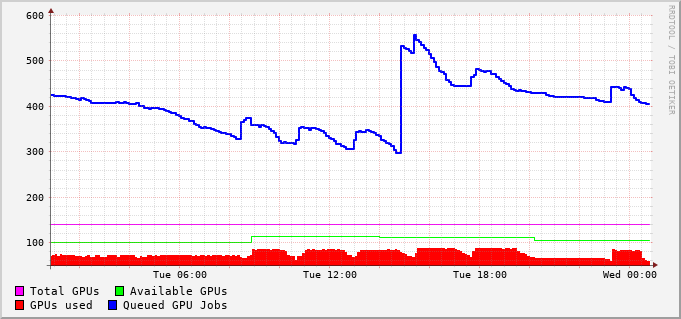 600
500
400
300
200
100
Tue 06:00
Tue 12:00
Tue 18:00
Wed 00:00
Total GPUs
Available GPUs
GPUs used
Queued GPU Jobs
RRDTOOL / TOBI OETIKER